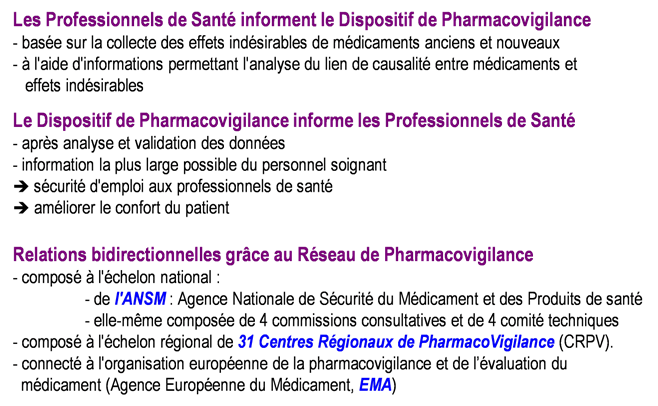 Les Professionnels de Santé informent le Dispositif de Pharmacovigilance
- basée sur la collecte des effets indésirables de médicaments anciens et nouveaux
- à l'aide d'informations permettant l'analyse du lien de causalité entre médicaments et
effets indésirables
Le Dispositif de Pharmacovigilance informe les Professionnels de Santé
- après analyse et validation des données
- information la plus large possible du personnel soignant
➔ sécurité d'emploi aux professionnels de santé
➔ améliorer le confort du patient
Relations bidirectionnelles grâce au Réseau de Pharmacovigilance
- composé à l'échelon national :
- de l'ANSM : Agence Nationale de Sécurité du Médicament et des Produits de santé
- elle-même composée de 4 commissions consultatives et de 4 comité techniques
- composé à l'échelon régional de 31 Centres Régionaux de PharmacoVigilance (CRPV).
- connecté à l'organisation européenne de la pharmacovigilance et de l'évaluation du
médicament (Agence Européenne du Médicament, EMA)